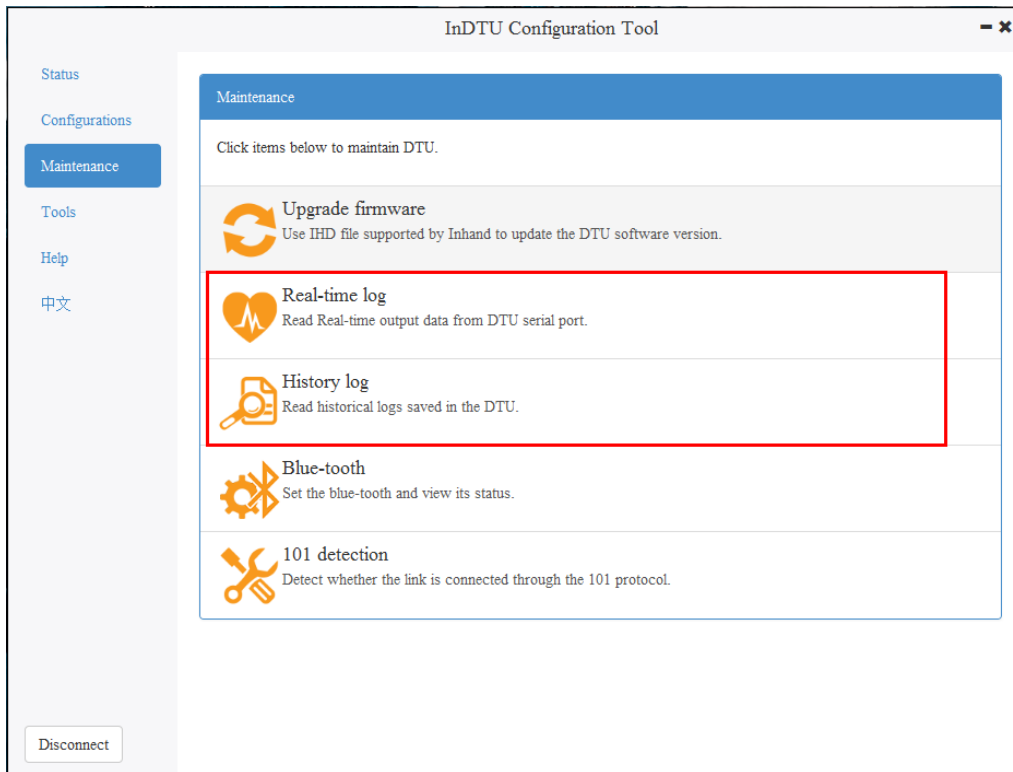 InDTU Configuration Tool
Status
Configurations
Maintenance
Tools
Help
中文
Disconnect
Maintenance
Click items below to maintain DTU.
Upgrade firmware
Use IHD file supported by Inhand to update the DTU software version.
Real-time log
Read Real-time output data from DTU serial port.
History log
Read historical logs saved in the DTU.
Blue-tooth
Set the blue-tooth and view its status.
101 detection
Detect whether the link is connected through the 101 protocol.